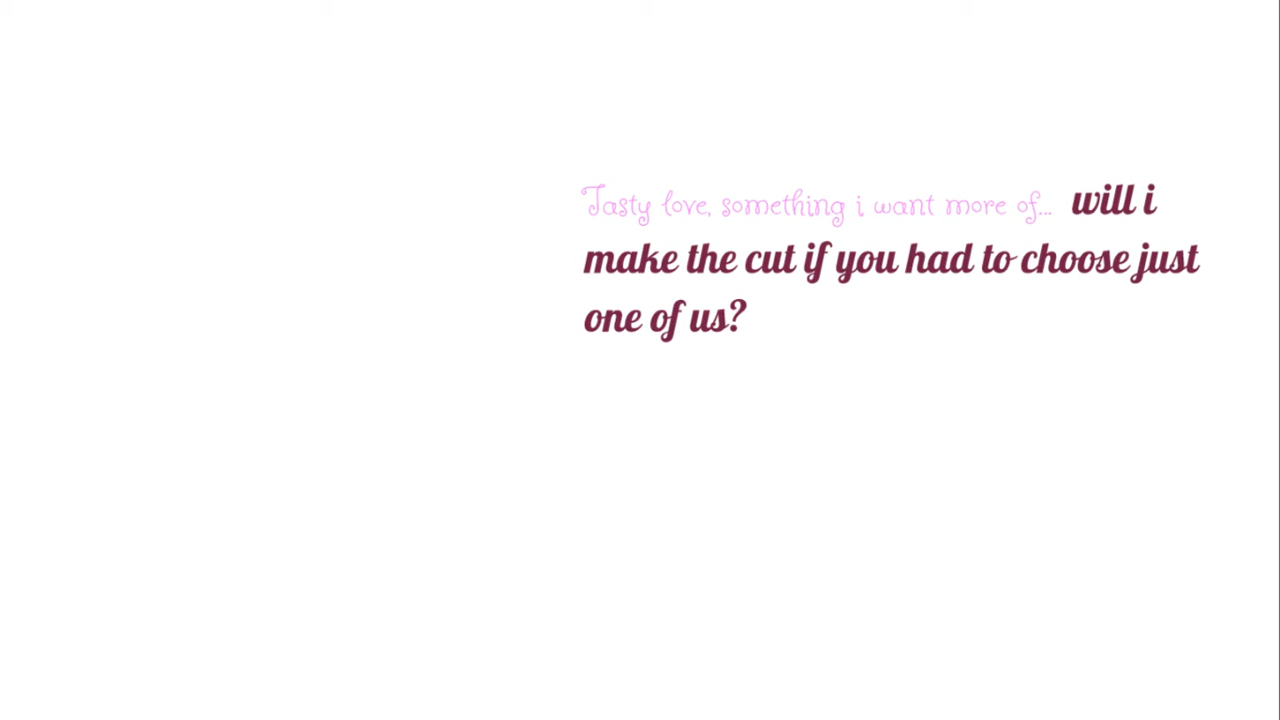 Tasty love, something i want more of... will i
make the cut if you had to choose just
one of us?